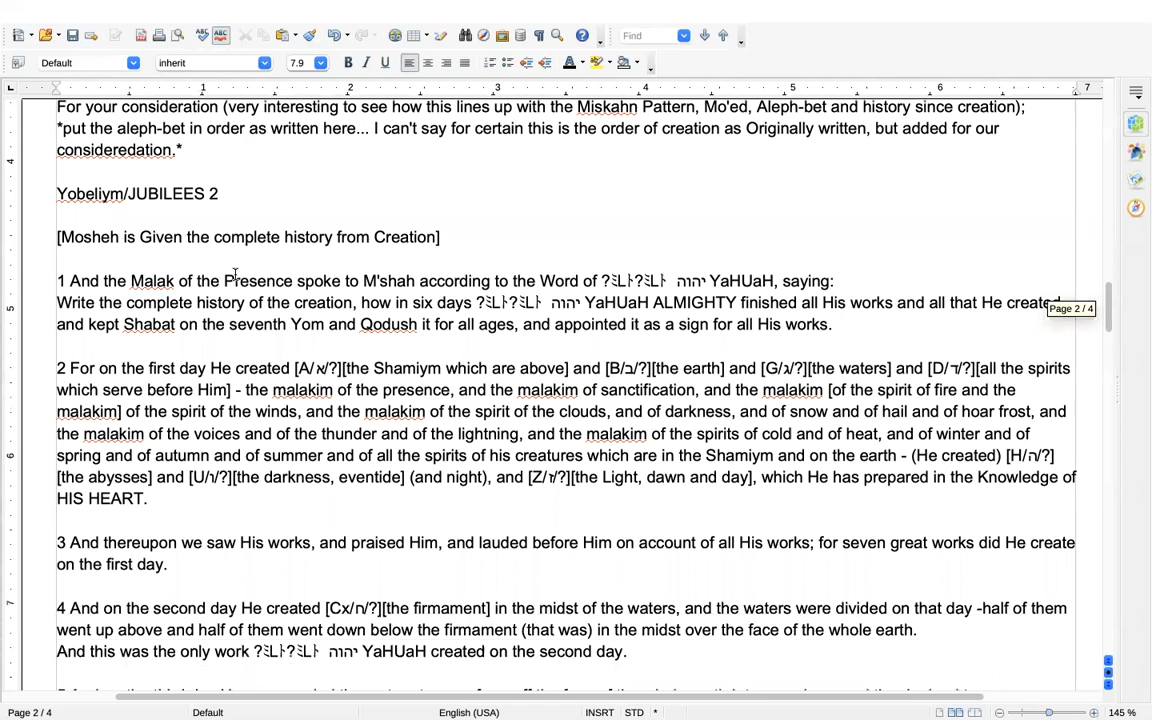 Find
Default
inherit
7.9
1 2 3 4 5 6 7
For your consideration (very interesting to see how this lines up with the Miskahn Pattern, Mo'ed, Aleph-bet and history since creation);
*put the aleph-bet in order as written here... I can't say for certain this is the order of creation as Originally written, but added for our
consideredation.*
Yobeliym/JUBILEES 2
[Mosheh is Given the complete history from Creation]
1 And the Malak of the Presence spoke to M'shah according to the Word of יהוה YaHUaH, saying:
Write the complete history of the creation, how in six days יהוה YaHUaH ALMIGHTY finished all His works and all that He created
Page 2 / 4
and kept Shabat on the seventh Yom and Qodush it for all ages, and appointed it as a sign for all His works.
2 For on the first day He created [A/א/?][the Shamiym which are above] and [B/ב/?][the earth] and [G/ג/?][the waters] and [D/ד/?][all the spirits
which serve before Him] - the malakim of the presence, and the malakim of sanctification, and the malakim [of the spirit of fire and the
malakim] of the spirit of the winds, and the malakim of the spirit of the clouds, and of darkness, and of snow and of hail and of hoar frost, and
the malakim of the voices and of the thunder and of the lightning, and the malakim of the spirits of cold and of heat, and of winter and of
spring and of autumn and of summer and of all the spirits of his creatures which are in the Shamiym and on the earth - (He created) [H/ה/?]
[the abysses] and [U/ו/?][the darkness, eventide] (and night), and [Z/ז/?][the Light, dawn and day], which He has prepared in the Knowledge of
HIS HEART.
3 And thereupon we saw His works, and praised Him, and lauded before Him on account of all His works; for seven great works did He create
on the first day.
4 And on the second day He created [Cx/ח/?][the firmament] in the midst of the waters, and the waters were divided on that day -half of them
went up above and half of them went down below the firmament (that was) in the midst over the face of the whole earth.
And this was the only work יהוה YaHUaH created on the second day.
Page 2 / 4
Default
English (USA)
INSRT
STD
*
145 %